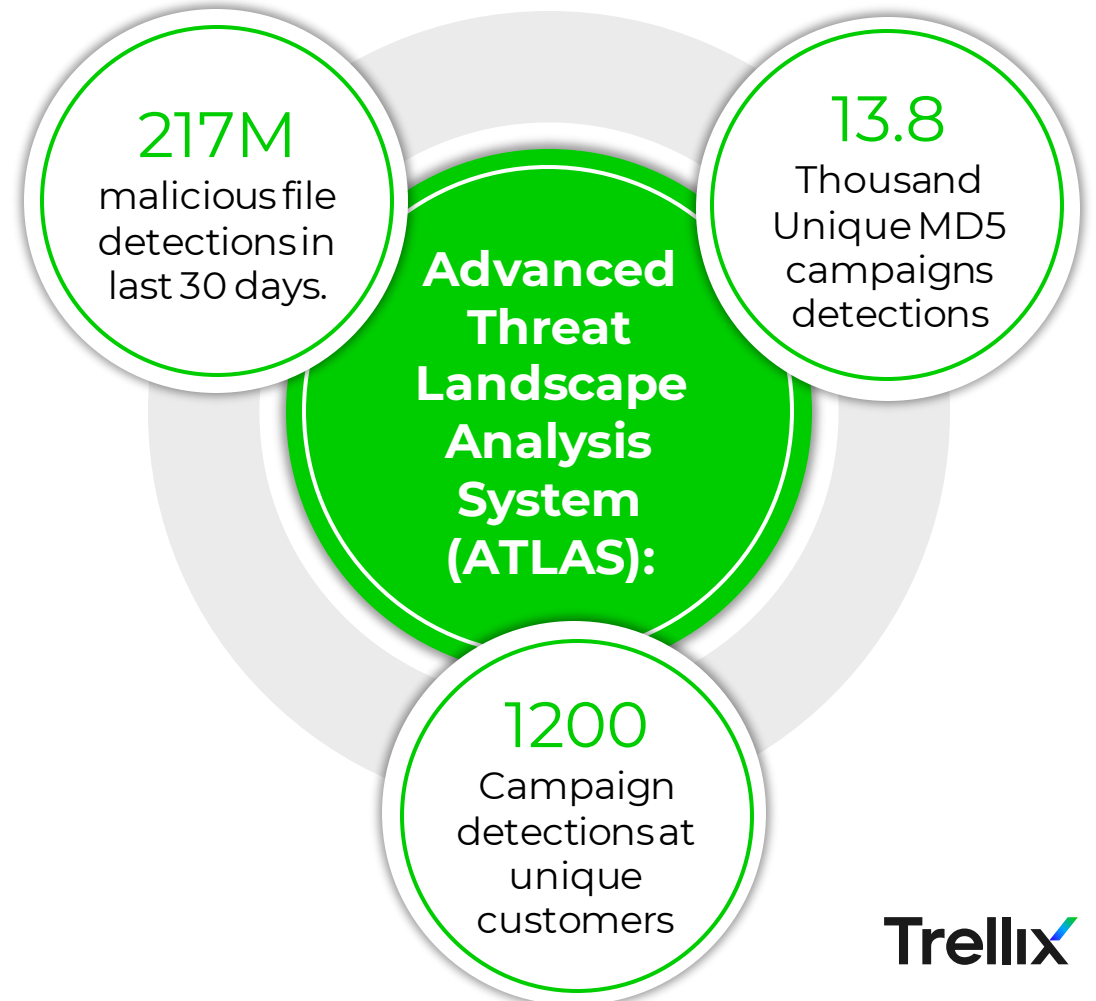 217M
malicious file
detections in
last 30 days.
13.8
Thousand
Unique MD5
campaigns
detections
Advanced
Threat
Landscape
Analysis
System
(ATLAS):
1200
Campaign
detections at
unique
customers
Trellix